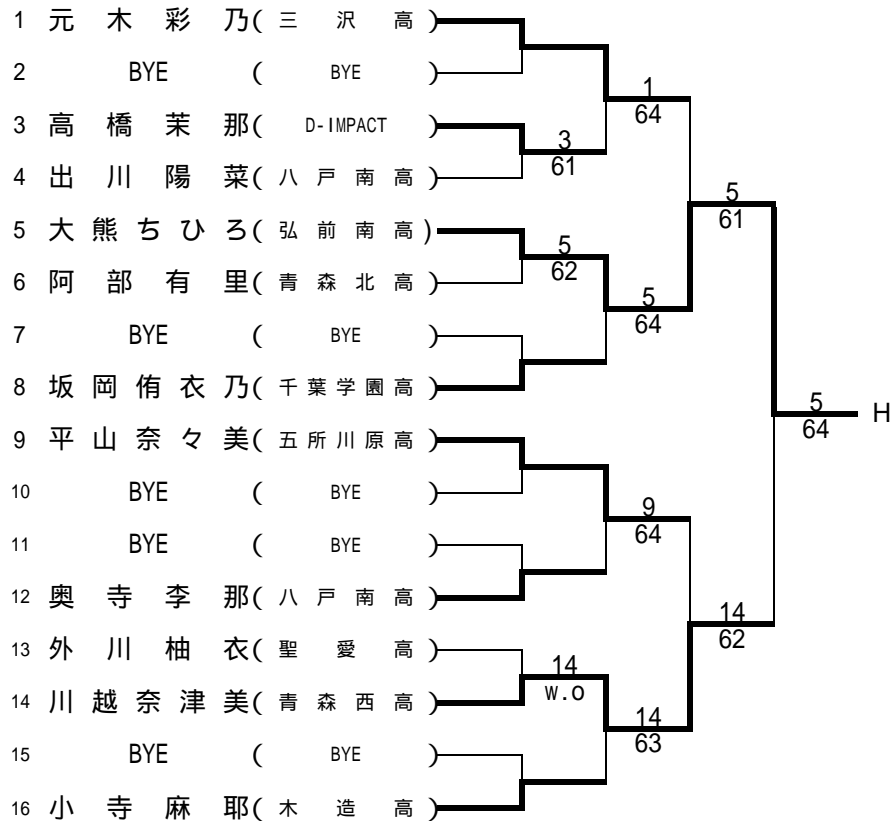 1 元木彩乃(三沢高)
2 BYE (BYE)
1
64
3 高橋茉那(D-IMPACT)
3
61
4 出川陽菜(八戸南高)
5
61
5 大熊ちひろ(弘前南高)
5
62
6 阿部有里(青森北高)
5
64
7 BYE (BYE)
8 坂岡侑衣乃(千葉学園高)
5
64
H
9 平山奈々美(五所川原高)
10 BYE (BYE)
9
64
11 BYE (BYE)
12 奥寺李那(八戸南高)
14
62
13 外川柚衣(聖愛高)
14
w.o
14 川越奈津美(青森西高)
14
63
15 BYE (BYE)
16 小寺麻耶(木造高)